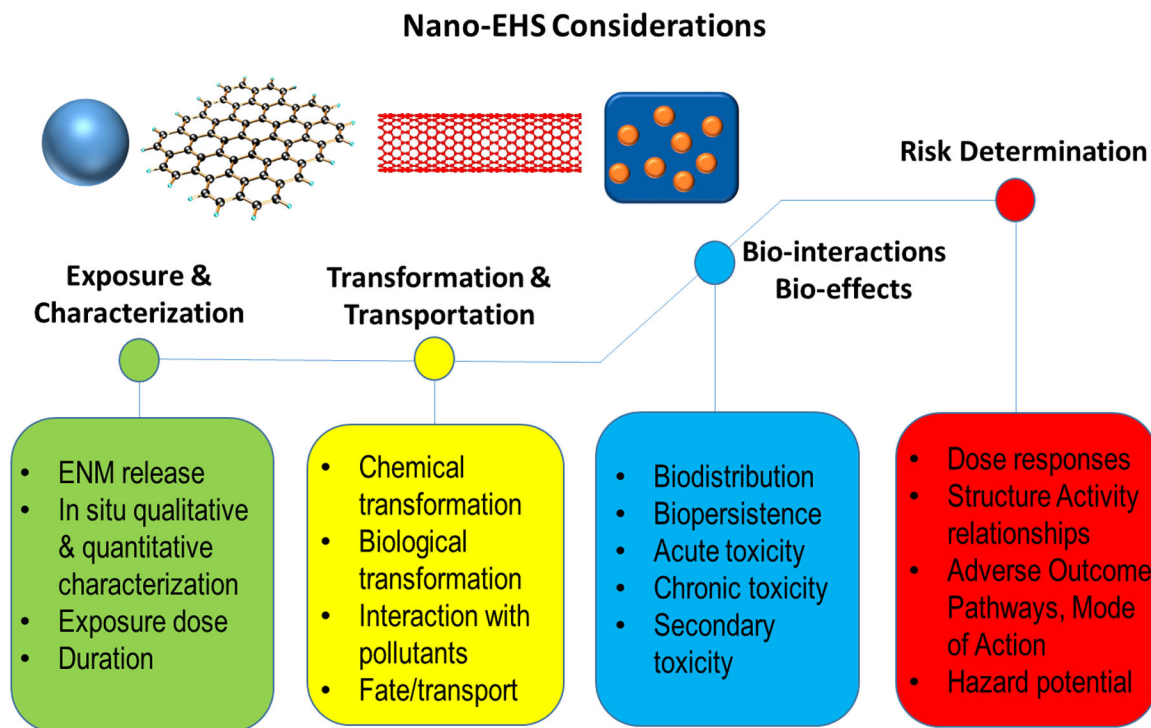 Nano-EHS Considerations
Risk Determination
Exposure &
Characterization
Transformation &
Transportation
Bio-interactions
Bio-effects
• ENM release
• In situ qualitative
& quantitative
characterization
• Exposure dose
• Duration
• Chemical
transformation
• Biological
transformation
• Interaction with
pollutants
• Fate/transport
• Biodistribution
• Biopersistence
• Acute toxicity
• Chronic toxicity
• Secondary
toxicity
• Dose responses
• Structure Activity
relationships
• Adverse Outcome
Pathways, Mode
of Action
• Hazard potential